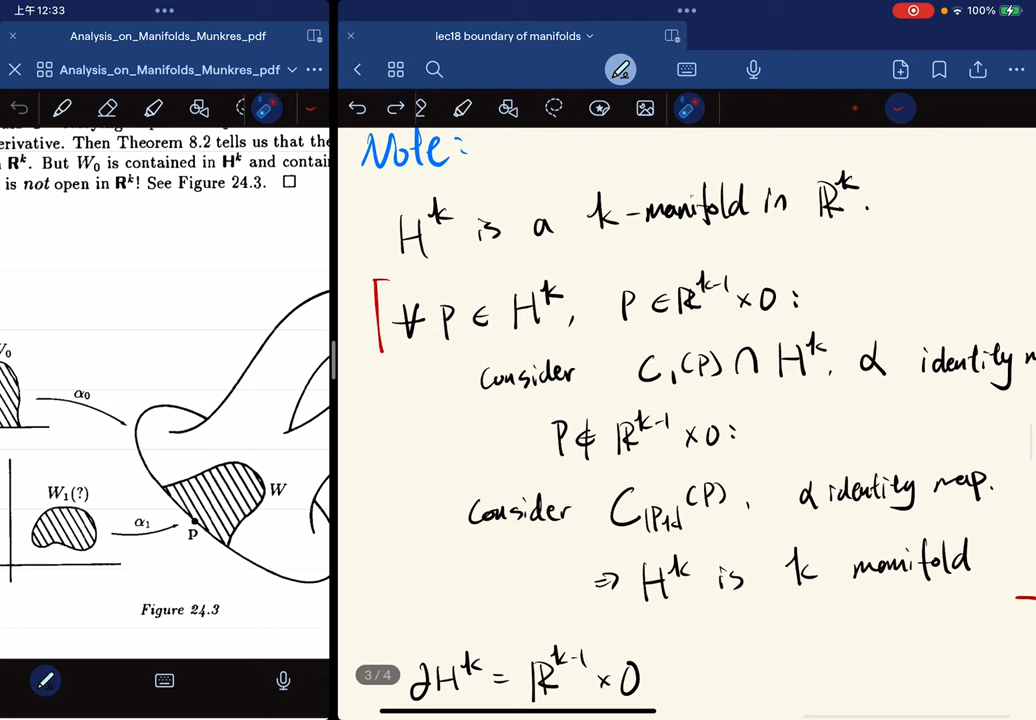 上午12:33
100%
Analysis_on_Manifolds_Munkres_pdf
lec18 boundary of manifolds
Analysis_on_Manifolds_Munkres_pdf
erivative. Then Theorem 8.2 tells us that the
R^k. But W_0 is contained in H^k and contai
is not open in R^k! See Figure 24.3. □
α_0
W_1(?)
α_1
W
p
Figure 24.3
Note:
H^k is a k-manifold in ℝ^k.
∀ P ∈ H^k, P ∈ ℝ^{k-1} × 0 :
consider C_1(P) ∩ H^k, α identity
P ∉ ℝ^{k-1} × 0 :
consider C_{|P_k|}(P), α identity map.
⇒ H^k is k manifold
∂H^k = ℝ^{k-1} × 0
3 / 4